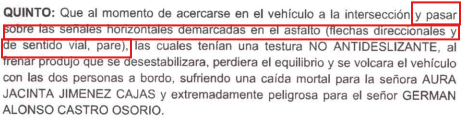 QUINTO: Que al momento de acercarse en el vehículo a la intersección y pasar
sobre las señales horizontales demarcadas en el asfalto (flechas direccionales y
de sentido vial, pare), las cuales tenían una testura NO ANTIDESLIZANTE, al
frenar produjo que se desestabilizara, perdiera el equilibrio y se volcara el vehículo
con las dos personas a bordo, sufriendo una caída mortal para la señora AURA
JACINTA JIMENEZ CAJAS y extremadamente peligrosa para el señor GERMAN
ALONSO CASTRO OSORIO.